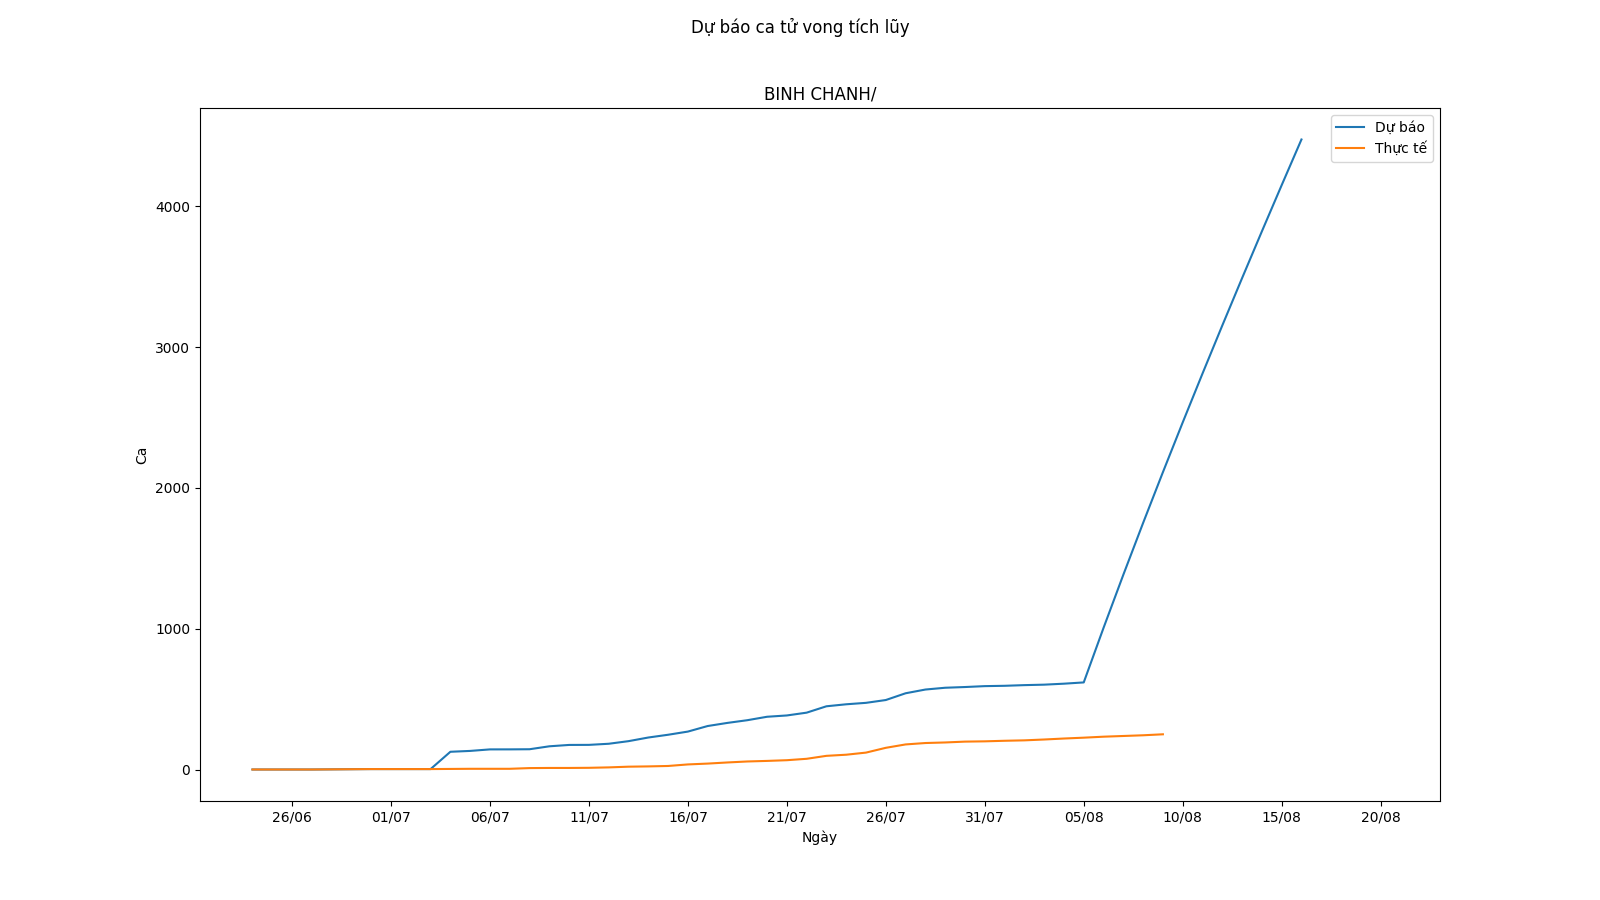 Dự báo ca tử vong tích lũy
BINH CHANH/
Dự báo
Thực tế
4000
3000
2000
1000
0
Ca
26/06
01/07
06/07
11/07
16/07
21/07
26/07
31/07
05/08
10/08
15/08
20/08
Ngày